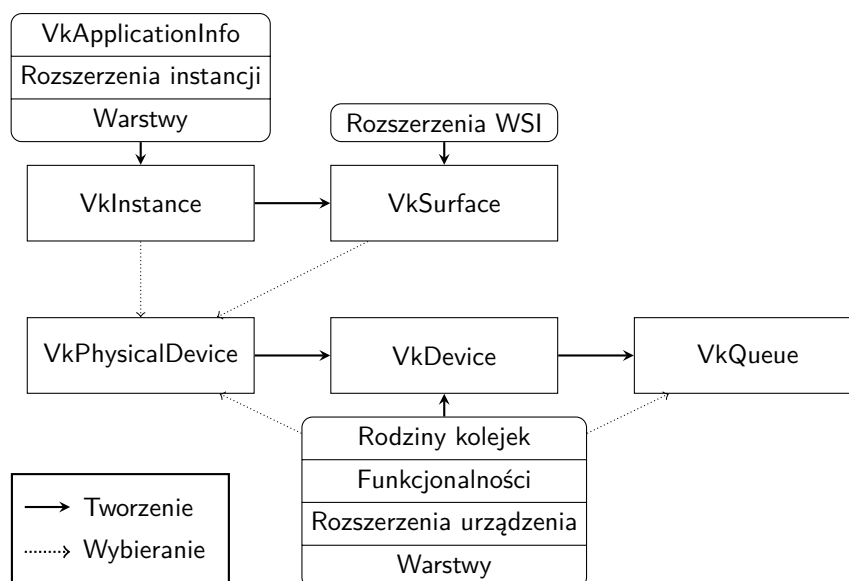 VkApplicationInfo
Rozszerzenia instancji
Warstwy
Rozszerzenia WSI
VkInstance
VkSurface
VkPhysicalDevice
VkDevice
VkQueue
Rodziny kolejek
Funkcjonalności
Rozszerzenia urządzenia
Warstwy
Tworzenie
Wybieranie